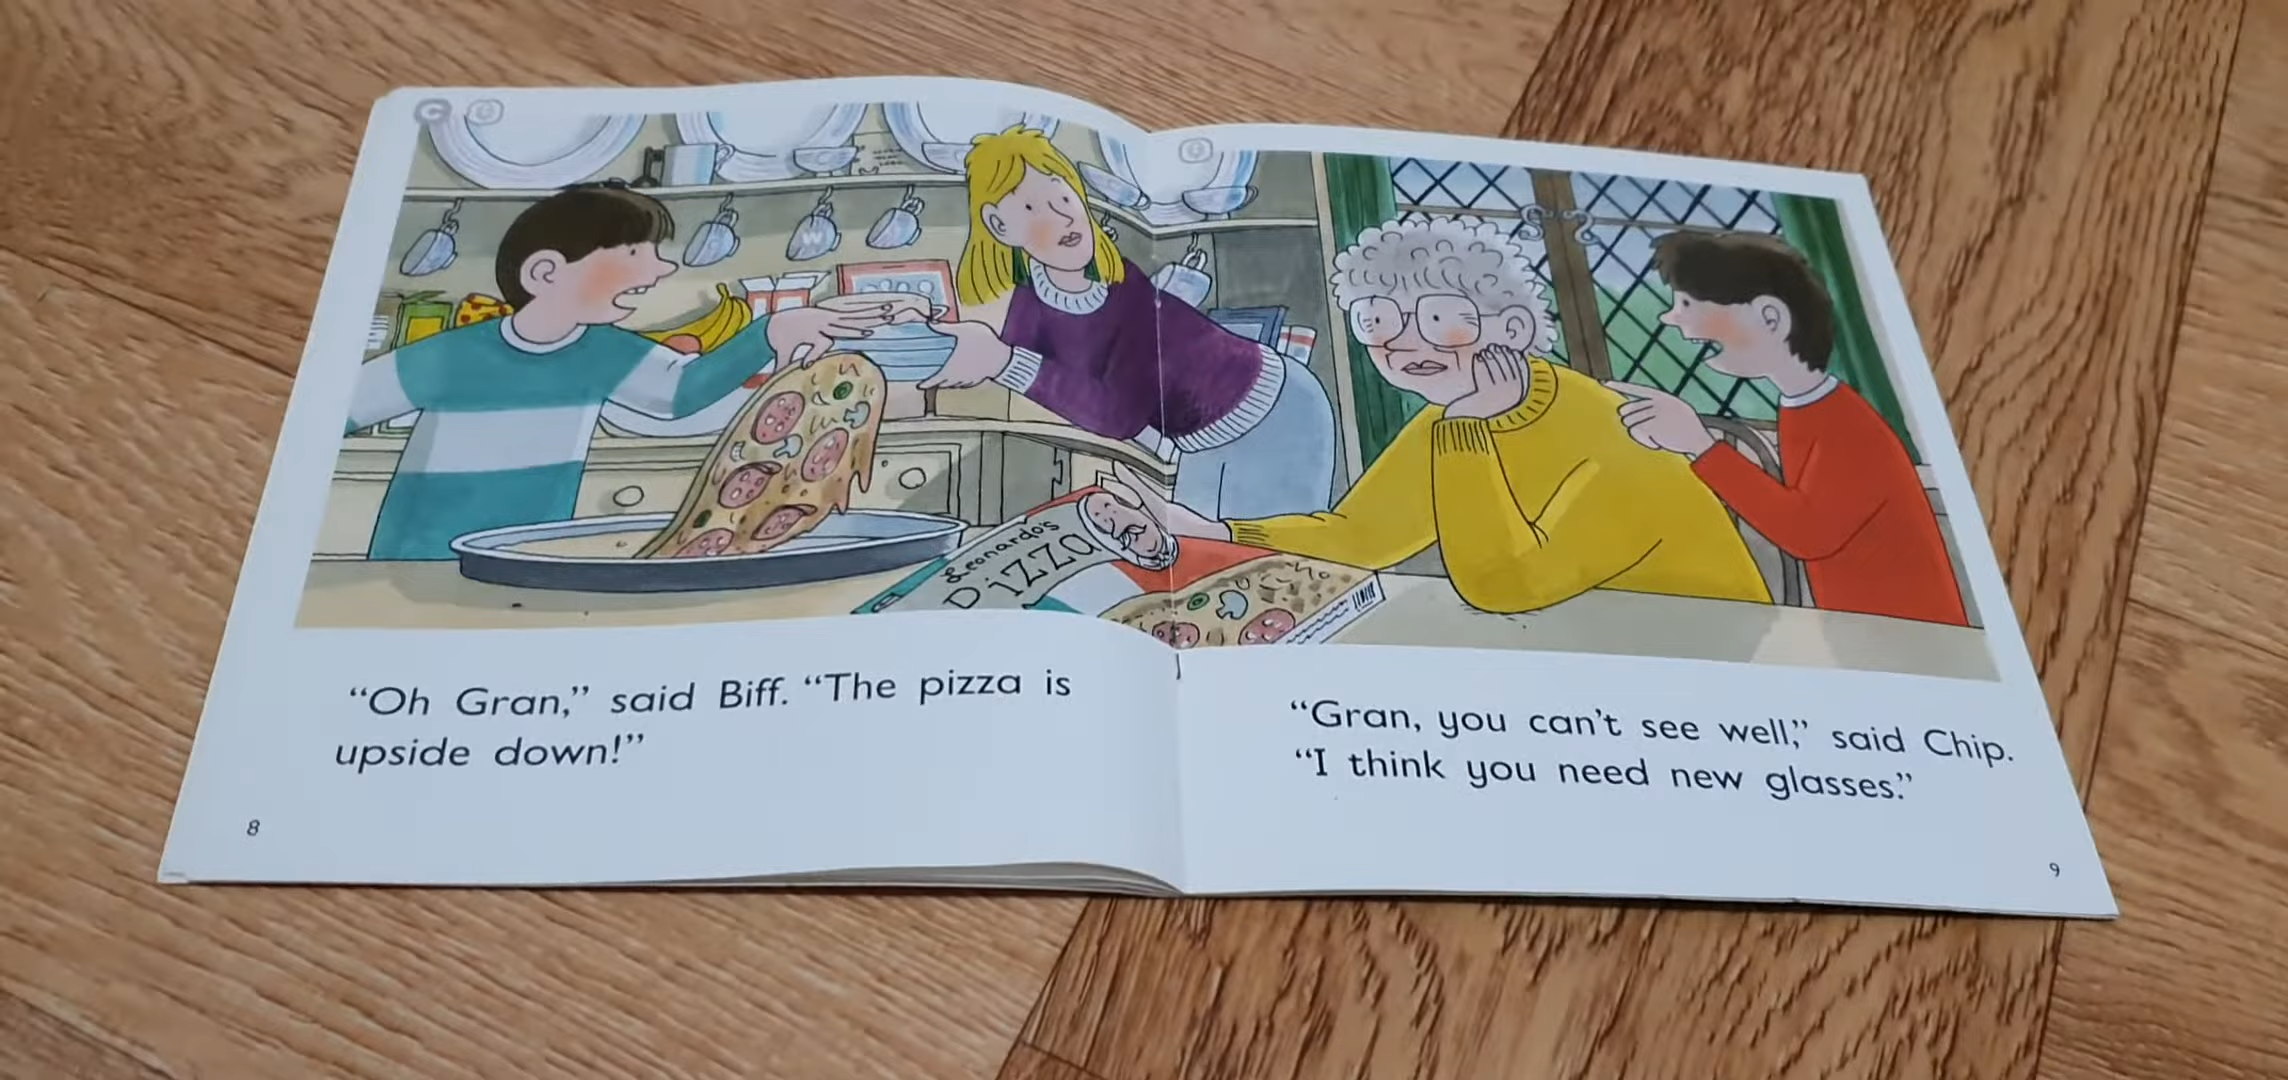 Leonardo's
Pizza
“Oh Gran,” said Biff. “The pizza is
upside down!”
8
“Gran, you can't see well,” said Chip.
“I think you need new glasses.”
9